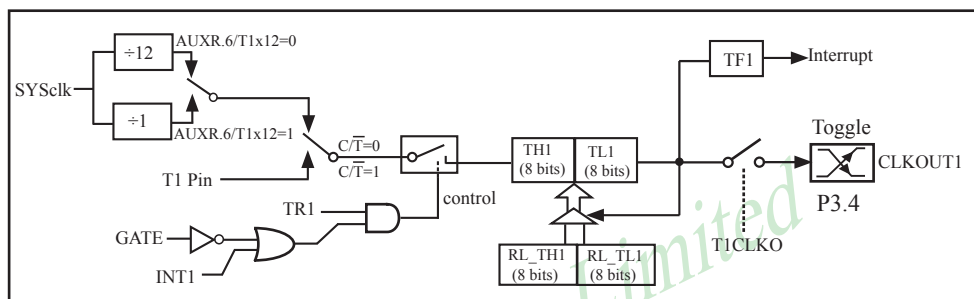 ÷12
AUXR.6/T1x12=0
SYSclk
÷1
AUXR.6/T1x12=1
C/T̅=0
C/T̅=1
T1 Pin
control
TR1
GATE
INT1
TH1
(8 bits)
TL1
(8 bits)
RL_TH1
(8 bits)
RL_TL1
(8 bits)
TF1
Interrupt
Toggle
CLKOUT1
P3.4
T1CLKO
Limited